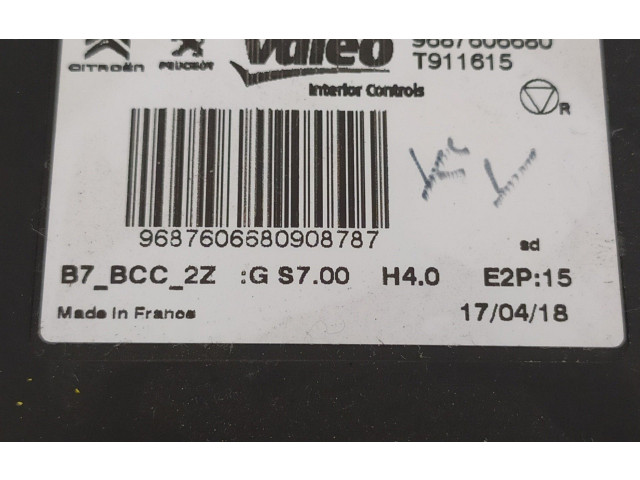 CITROËN PEUGEOT Valeo 9687606680
T911615
Interior Controls
R
9687606680908787
sd
B7_BCC_2Z :G S7.00 H4.0 E2P:15
Made In France 17/04/18